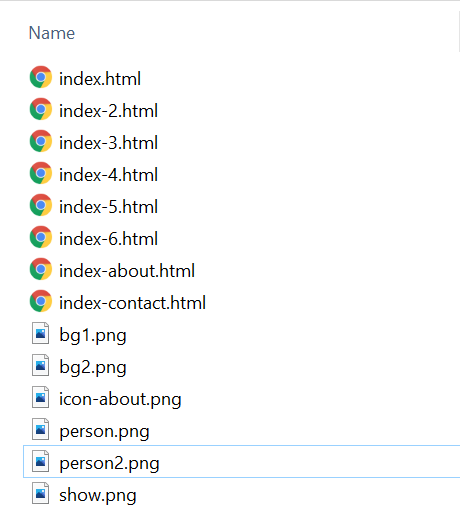 Name
index.html
index-2.html
index-3.html
index-4.html
index-5.html
index-6.html
index-about.html
index-contact.html
bg1.png
bg2.png
icon-about.png
person.png
person2.png
show.png